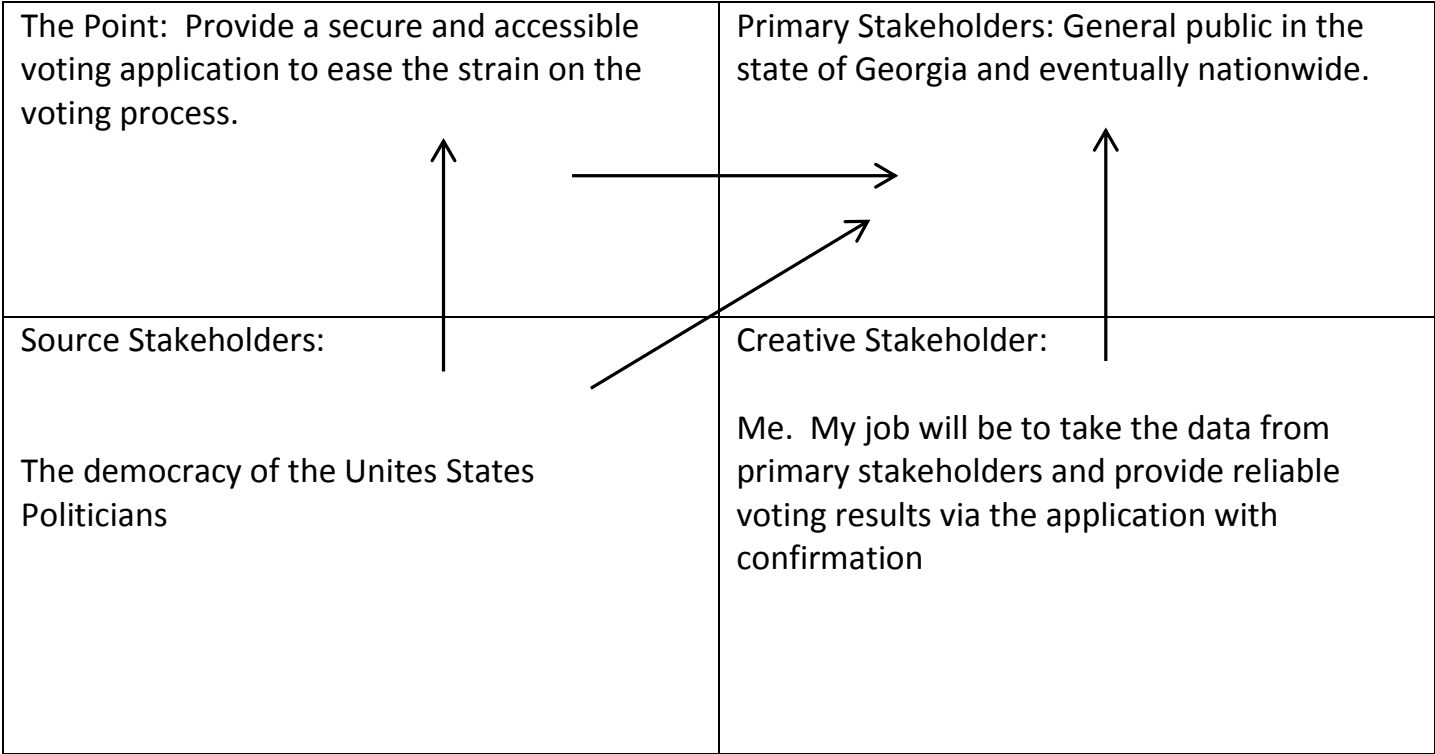 The Point:  Provide a secure and accessible
voting application to ease the strain on the
voting process.
Primary Stakeholders: General public in the
state of Georgia and eventually nationwide.
Source Stakeholders:
The democracy of the Unites States
Politicians
Creative Stakeholder:
Me.  My job will be to take the data from
primary stakeholders and provide reliable
voting results via the application with
confirmation